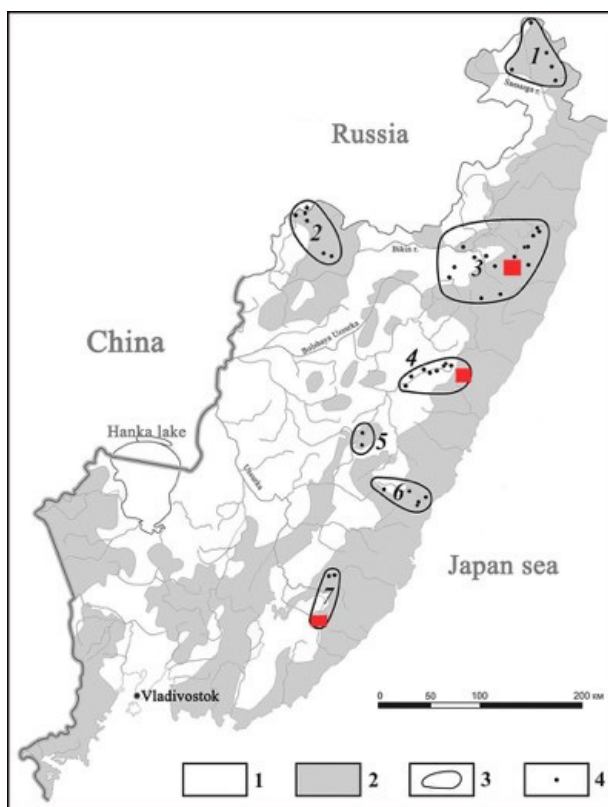 1
Samarga r.
Russia
2
Bikin r.
3
China
Bolshaya Ussurka
4
Hanka lake
5
Ussurka
6
Japan sea
7
Vladivostok
0 50 100 200 км
1 2 3 4